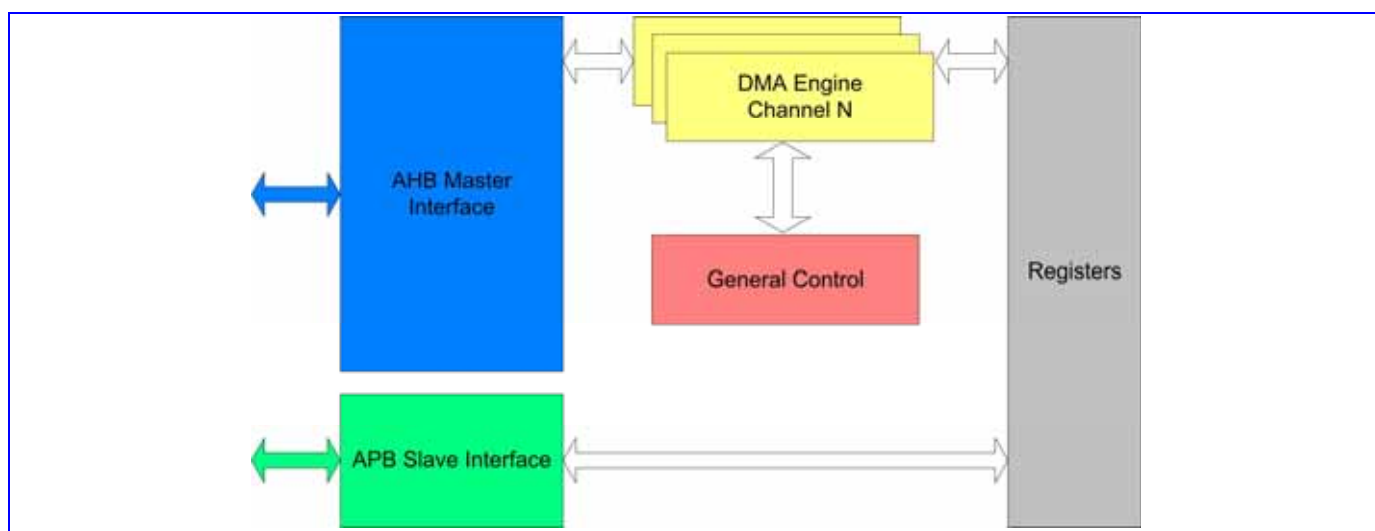 DMA Engine
Channel N
AHB Master
Interface
General Control
Registers
APB Slave Interface